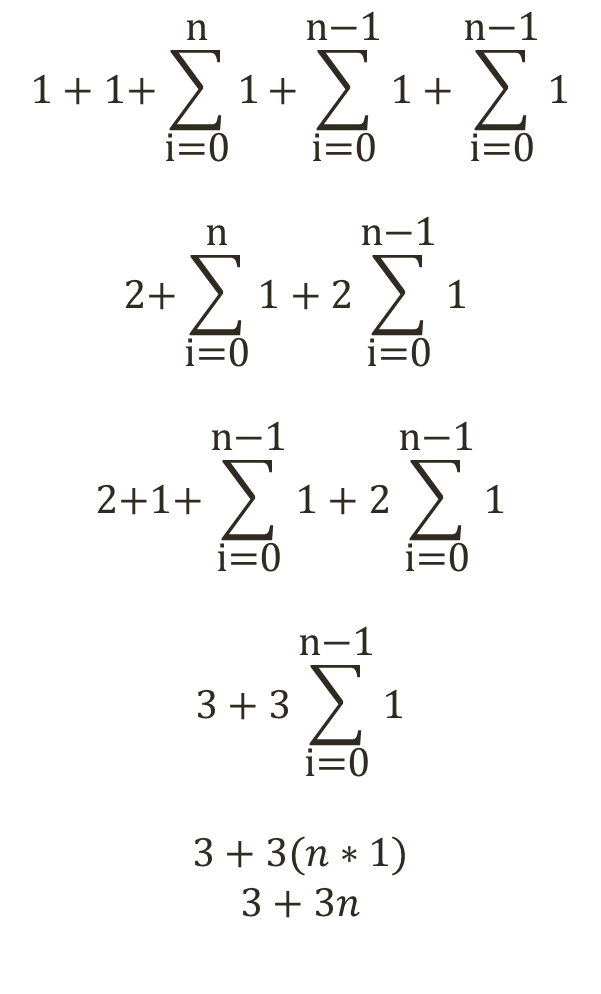 1 + 1+ ∑_{i=0}^{n} 1 + ∑_{i=0}^{n−1} 1 + ∑_{i=0}^{n−1} 1
2+ ∑_{i=0}^{n} 1 + 2 ∑_{i=0}^{n−1} 1
2+1+ ∑_{i=0}^{n−1} 1 + 2 ∑_{i=0}^{n−1} 1
3 + 3 ∑_{i=0}^{n−1} 1
3 + 3(n * 1)
3 + 3n